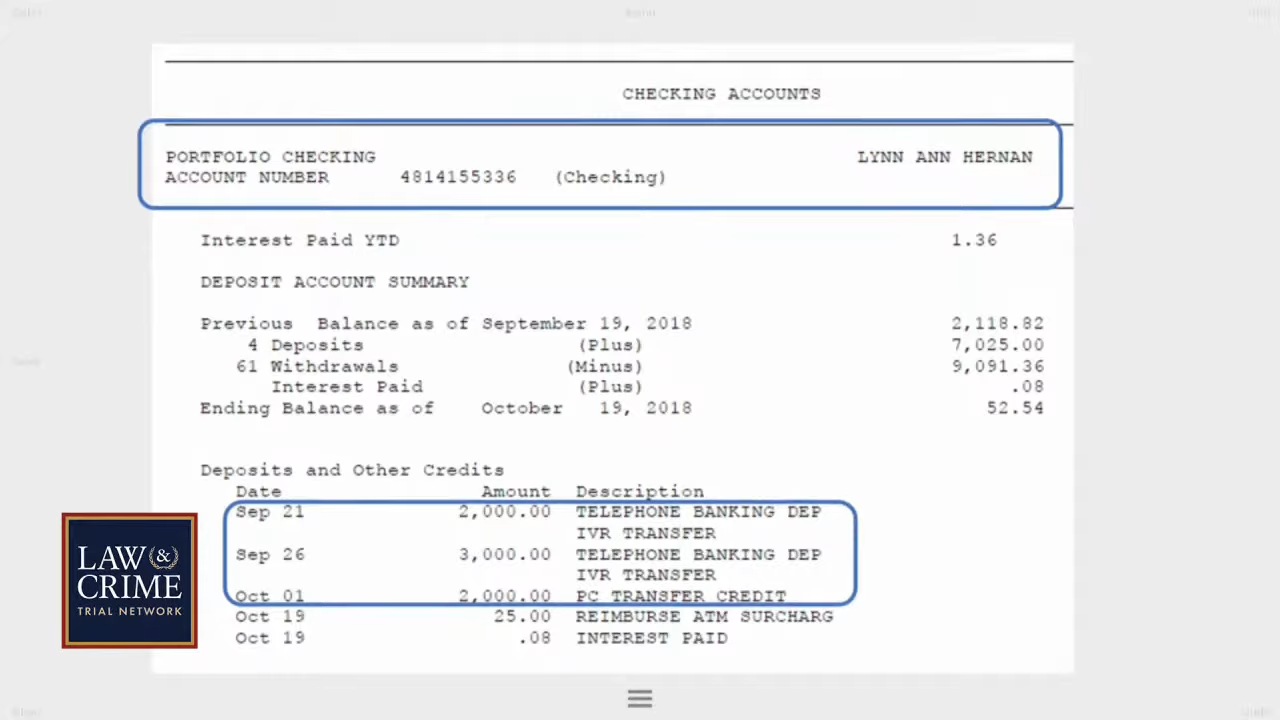 CHECKING ACCOUNTS
PORTFOLIO CHECKING LYNN ANN HERNAN
ACCOUNT NUMBER 4814155336 (Checking)
Interest Paid YTD 1.36
DEPOSIT ACCOUNT SUMMARY
Previous Balance as of September 19, 2018 2,118.82
4 Deposits (Plus) 7,025.00
61 Withdrawals (Minus) 9,091.36
Interest Paid (Plus) .08
Ending Balance as of October 19, 2018 52.54
Deposits and Other Credits
Date Amount Description
Sep 21 2,000.00 TELEPHONE BANKING DEP
IVR TRANSFER
Sep 26 3,000.00 TELEPHONE BANKING DEP
IVR TRANSFER
Oct 01 2,000.00 PC TRANSFER CREDIT
Oct 19 25.00 REIMBURSE ATM SURCHARG
Oct 19 .08 INTEREST PAID
LAW &
CRIME
TRIAL NETWORK